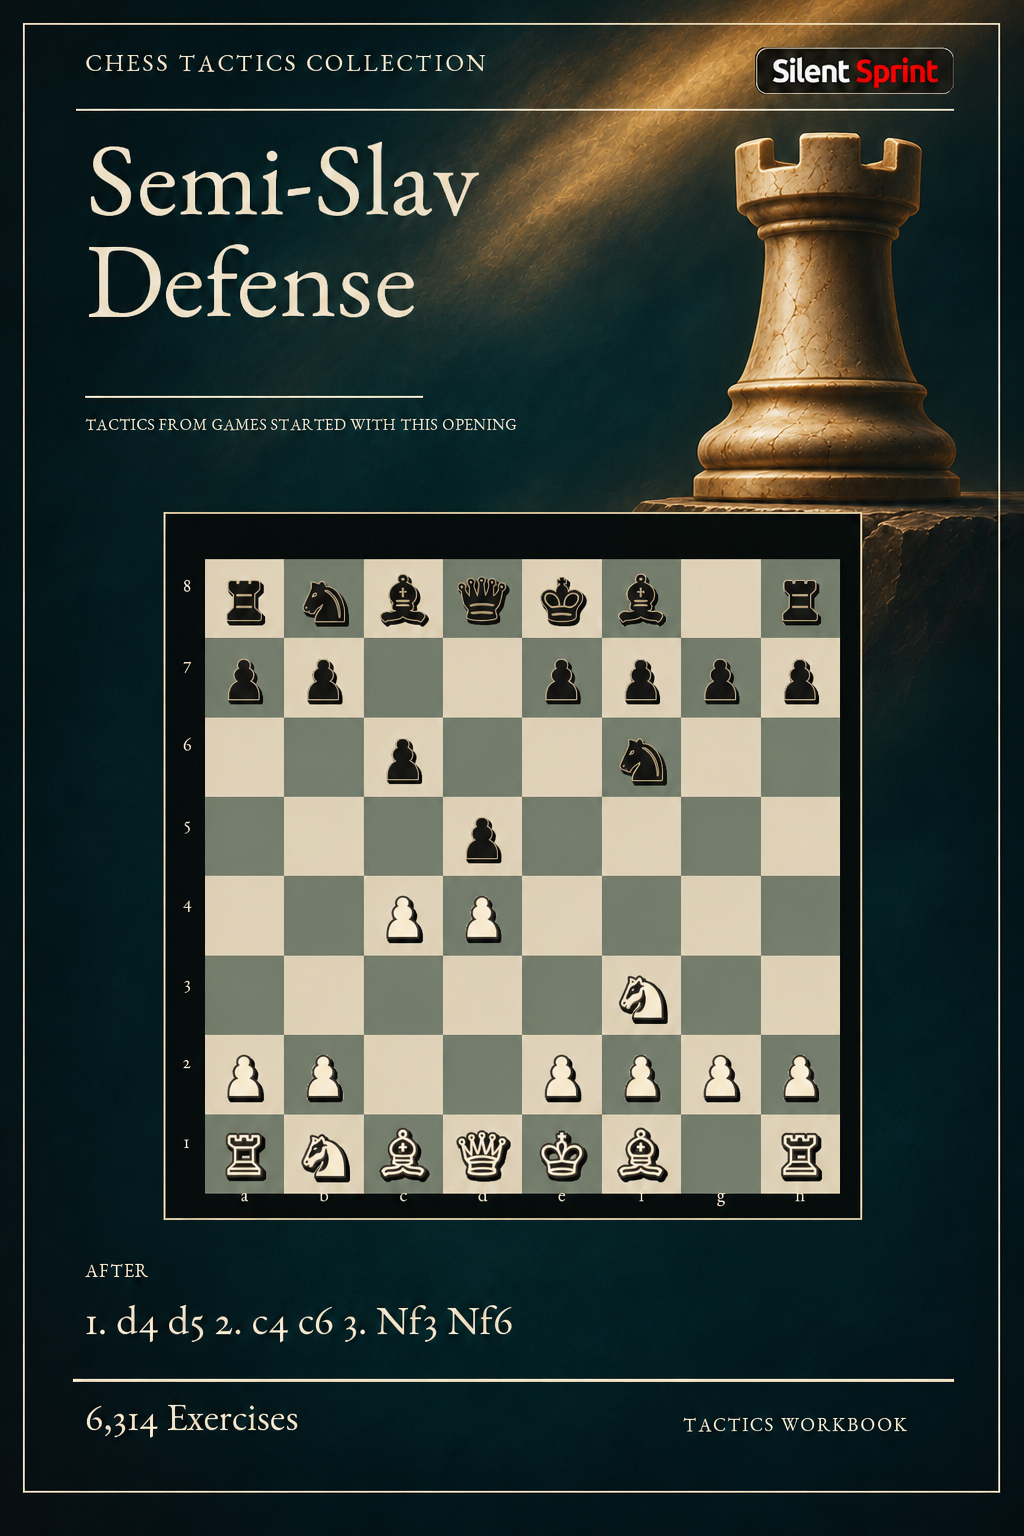 CHESS TACTICS COLLECTION
Silent Sprint
Semi-Slav
Defense
TACTICS FROM GAMES STARTED WITH THIS OPENING
8
7
6
5
4
3
2
1
a b c d e f g h
AFTER
1. d4 d5 2. c4 c6 3. Nf3 Nf6
6,314 Exercises
TACTICS WORKBOOK